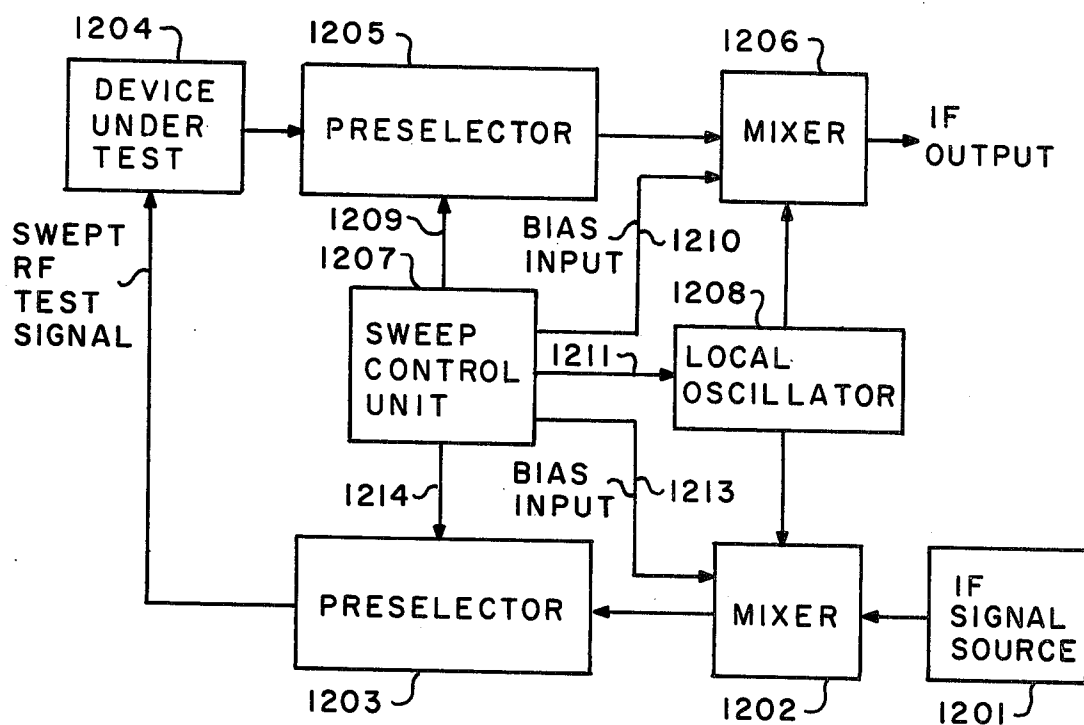 1204
1205
1206
DEVICE
UNDER
TEST
PRESELECTOR
MIXER
IF
OUTPUT
SWEPT
RF
TEST
SIGNAL
1209
1207
BIAS
INPUT
1210
1208
SWEEP
CONTROL
UNIT
1211
LOCAL
OSCILLATOR
1214
BIAS
INPUT
1213
PRESELECTOR
MIXER
IF
SIGNAL
SOURCE
1203
1202
1201